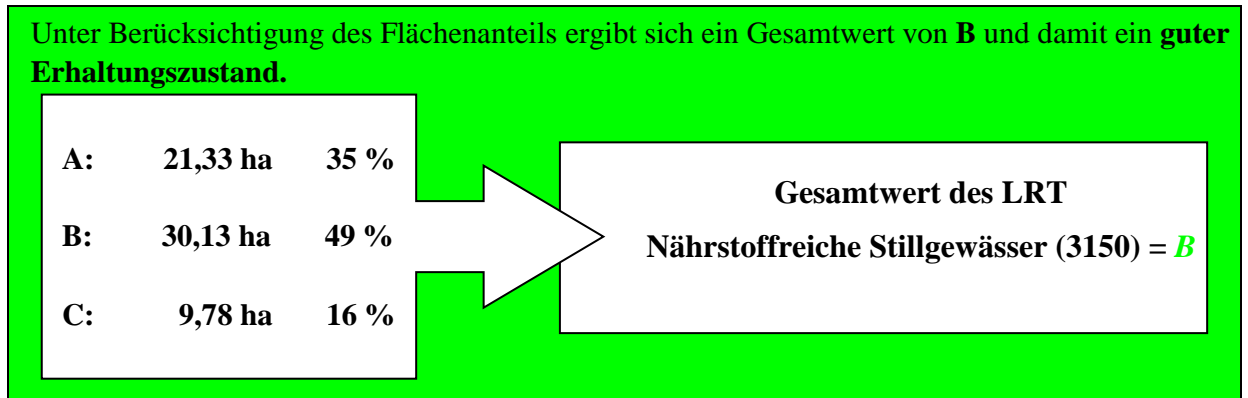 Unter Berücksichtigung des Flächenanteils ergibt sich ein Gesamtwert von B und damit ein guter
Erhaltungszustand.
A: 21,33 ha 35 %
B: 30,13 ha 49 %
C: 9,78 ha 16 %
Gesamtwert des LRT
Nährstoffreiche Stillgewässer (3150) = B